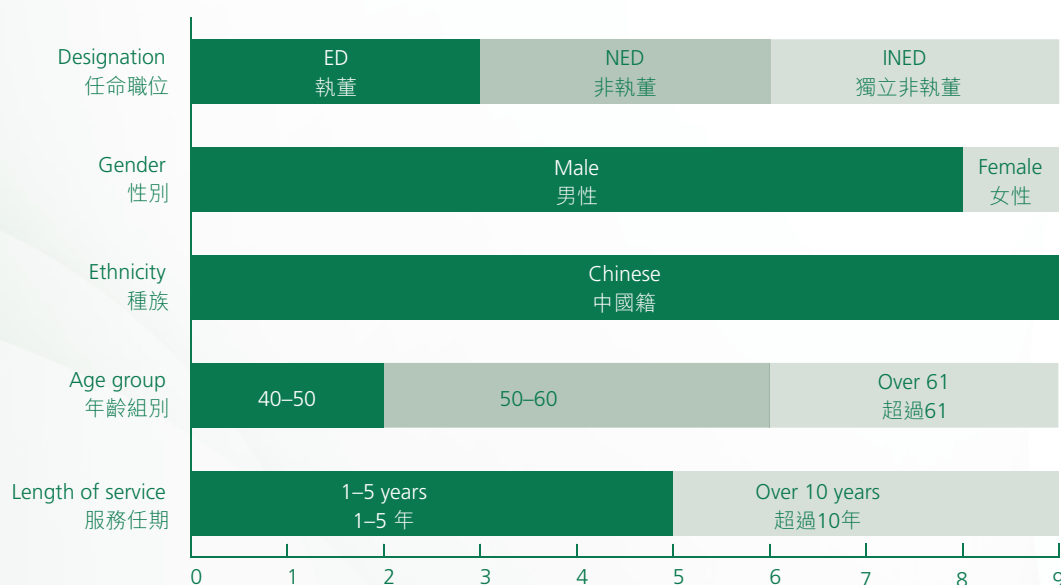 Designation
任命職位
ED
執董
NED
非執董
INED
獨立非執董
Gender
性別
Male
男性
Female
女性
Ethnicity
種族
Chinese
中國籍
Age group
年齡組別
40–50
50–60
Over 61
超過61
Length of service
服務任期
1–5 years
1–5 年
Over 10 years
超過10年
0 1 2 3 4 5 6 7 8 9